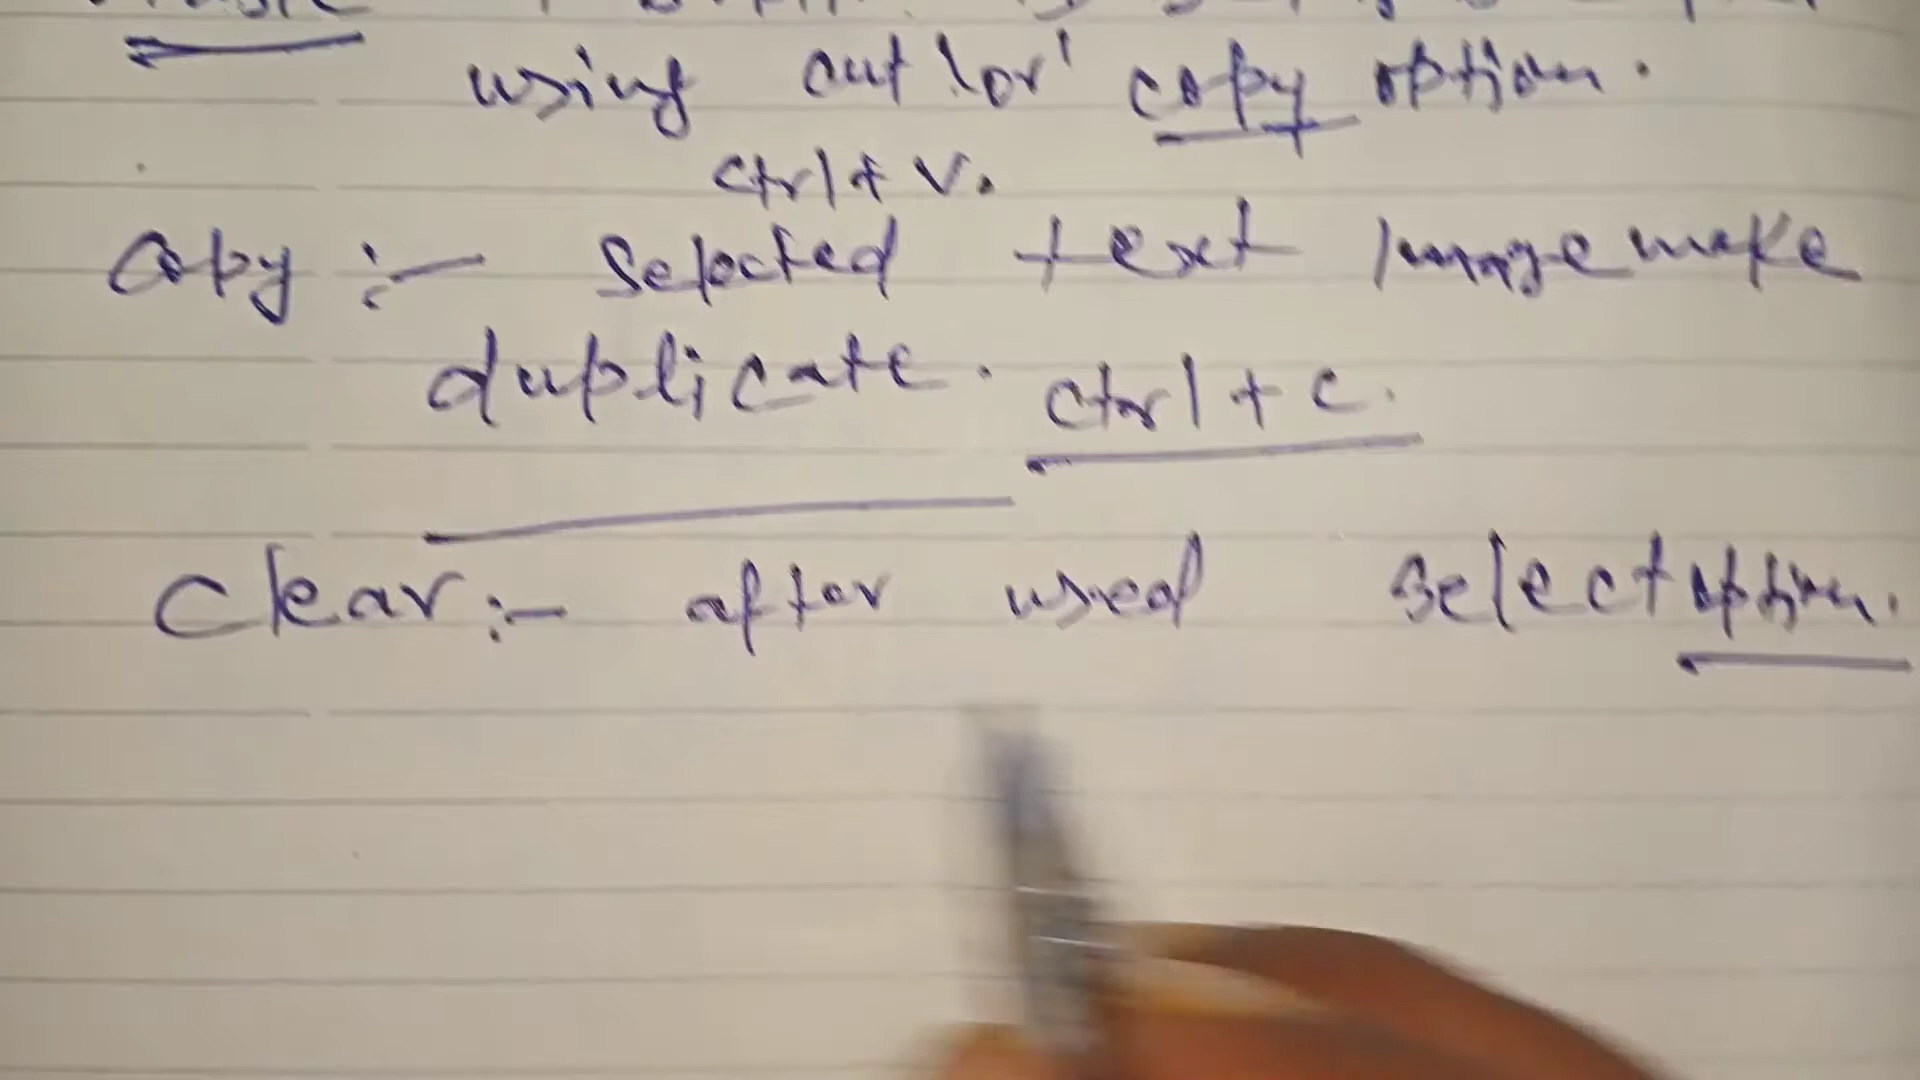 using cut 'or' copy option.
Ctrl + V.
Copy :- Selected text image make
duplicate. Ctrl + C.
Clear :- after used select option.